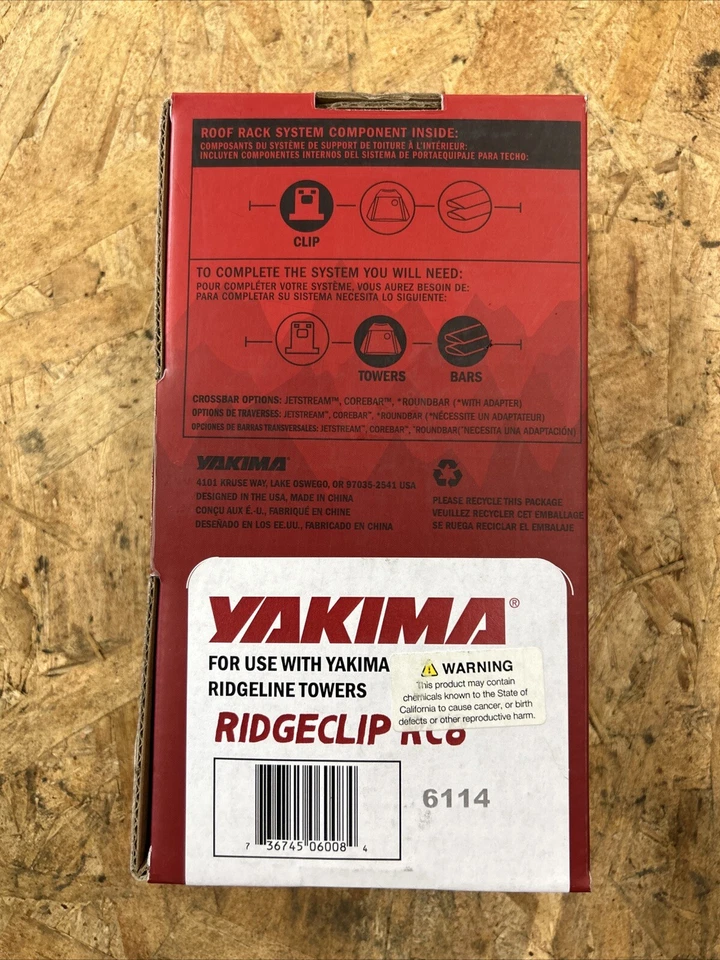 ROOF RACK SYSTEM COMPONENT INSIDE:
COMPOSANTS DU SYSTÈME DE SUPPORT DE TOITURE À L'INTÉRIEUR:
INCLUYEN COMPONENTES INTERNOS DEL SISTEMA DE PORTAEQUIPAJE PARA TECHO:
CLIP
TO COMPLETE THE SYSTEM YOU WILL NEED:
POUR COMPLÉTER VOTRE SYSTÈME, VOUS AUREZ BESOIN DE:
PARA COMPLETAR SU SISTEMA NECESITA LO SIGUIENTE:
TOWERS BARS
CROSSBAR OPTIONS: JETSTREAM™, COREBAR™, *ROUNDBAR (*WITH ADAPTER)
OPTIONS DE TRAVERSES: JETSTREAM™, COREBAR™, *ROUNDBAR (*NÉCESSITE UN ADAPTATEUR)
OPCIONES DE BARRAS TRANSVERSALES: JETSTREAM™, COREBAR™, *ROUNDBAR(*NECESITA UNA ADAPTACIÓN)
YAKIMA
4101 KRUSE WAY, LAKE OSWEGO, OR 97035-2541 USA
DESIGNED IN THE USA, MADE IN CHINA
CONÇU AUX É.-U., FABRIQUÉ EN CHINE
DESEÑADO EN LOS EE.UU., FABRICADO EN CHINA
PLEASE RECYCLE THIS PACKAGE
VEUILLEZ RECYCLER CET EMBALLAGE
SE RUEGA RECICLAR EL EMBALAJE
YAKIMA®
FOR USE WITH YAKIMA
RIDGELINE TOWERS
WARNING
This product may contain
chemicals known to the State of
California to cause cancer, or birth
defects or other reproductive harm.
RIDGECLIP RC8
6114
7 36745 06008 4